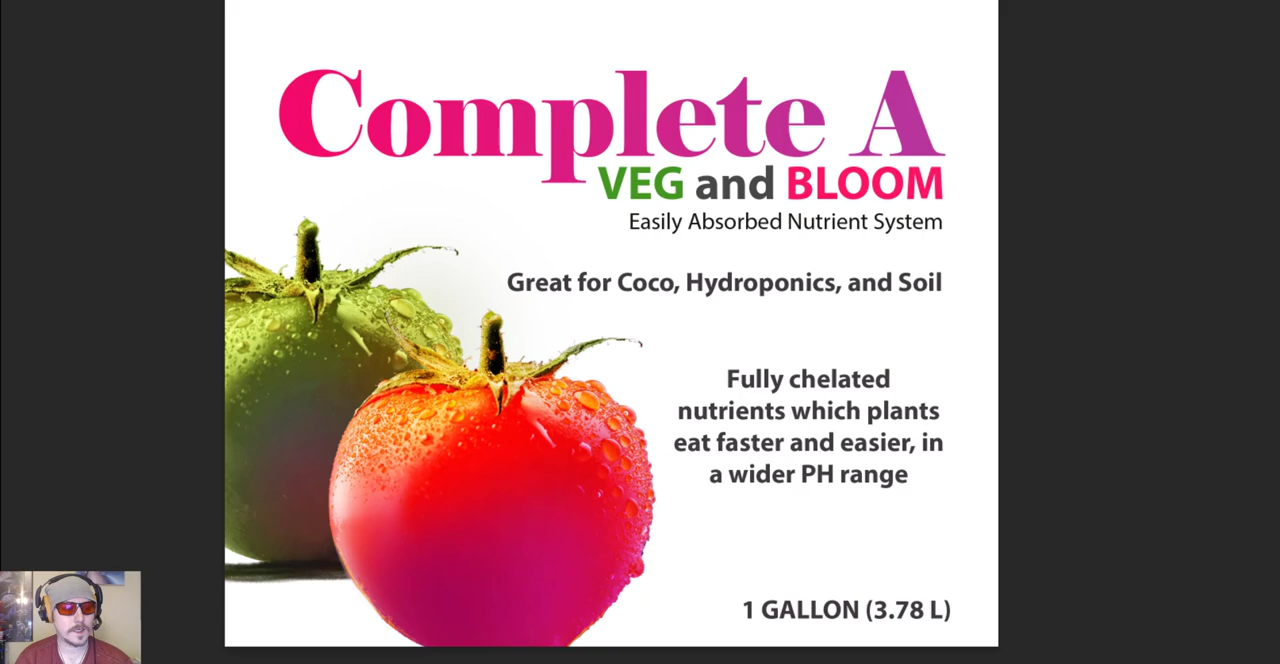 Complete A
VEG and BLOOM
Easily Absorbed Nutrient System
Great for Coco, Hydroponics, and Soil
Fully chelated
nutrients which plants
eat faster and easier, in
a wider PH range
1 GALLON (3.78 L)